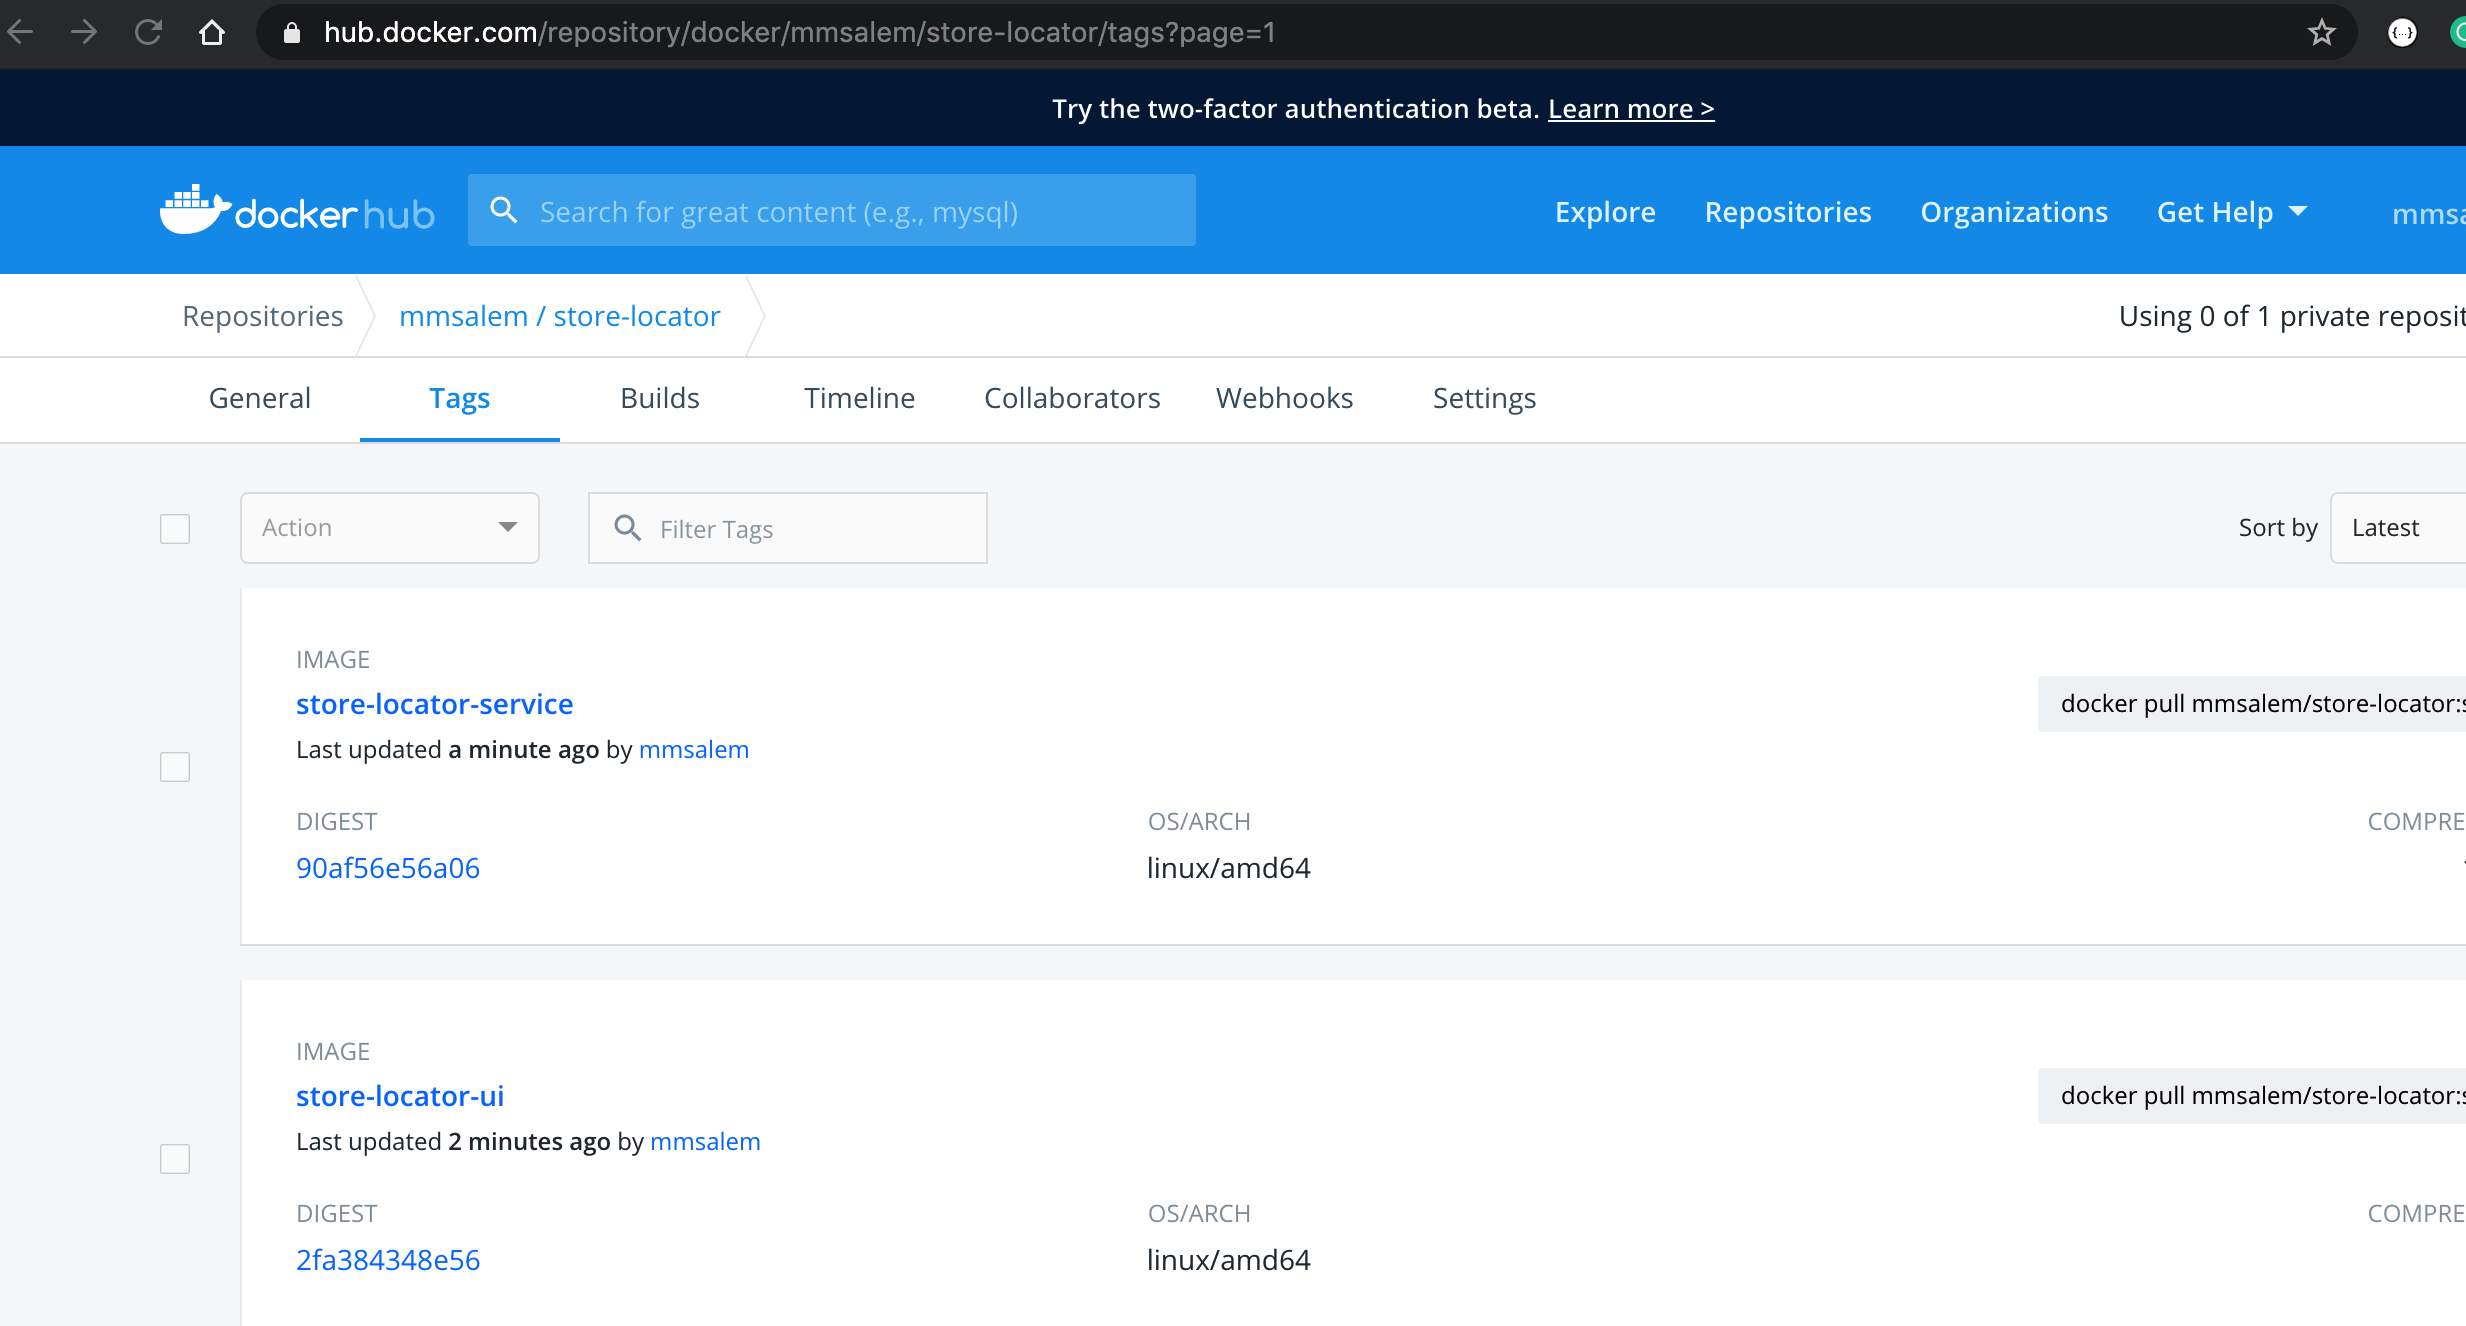 hub.docker.com/repository/docker/mmsalem/store-locator/tags?page=1
Try the two-factor authentication beta. Learn more >
docker hub
Search for great content (e.g., mysql)
Explore Repositories Organizations Get Help mmsa
Repositories mmsalem / store-locator Using 0 of 1 private reposit
General Tags Builds Timeline Collaborators Webhooks Settings
Action Filter Tags Sort by Latest
IMAGE
store-locator-service docker pull mmsalem/store-locator:s
Last updated a minute ago by mmsalem
DIGEST OS/ARCH COMPRE
90af56e56a06 linux/amd64
IMAGE
store-locator-ui docker pull mmsalem/store-locator:s
Last updated 2 minutes ago by mmsalem
DIGEST OS/ARCH COMPRE
2fa384348e56 linux/amd64